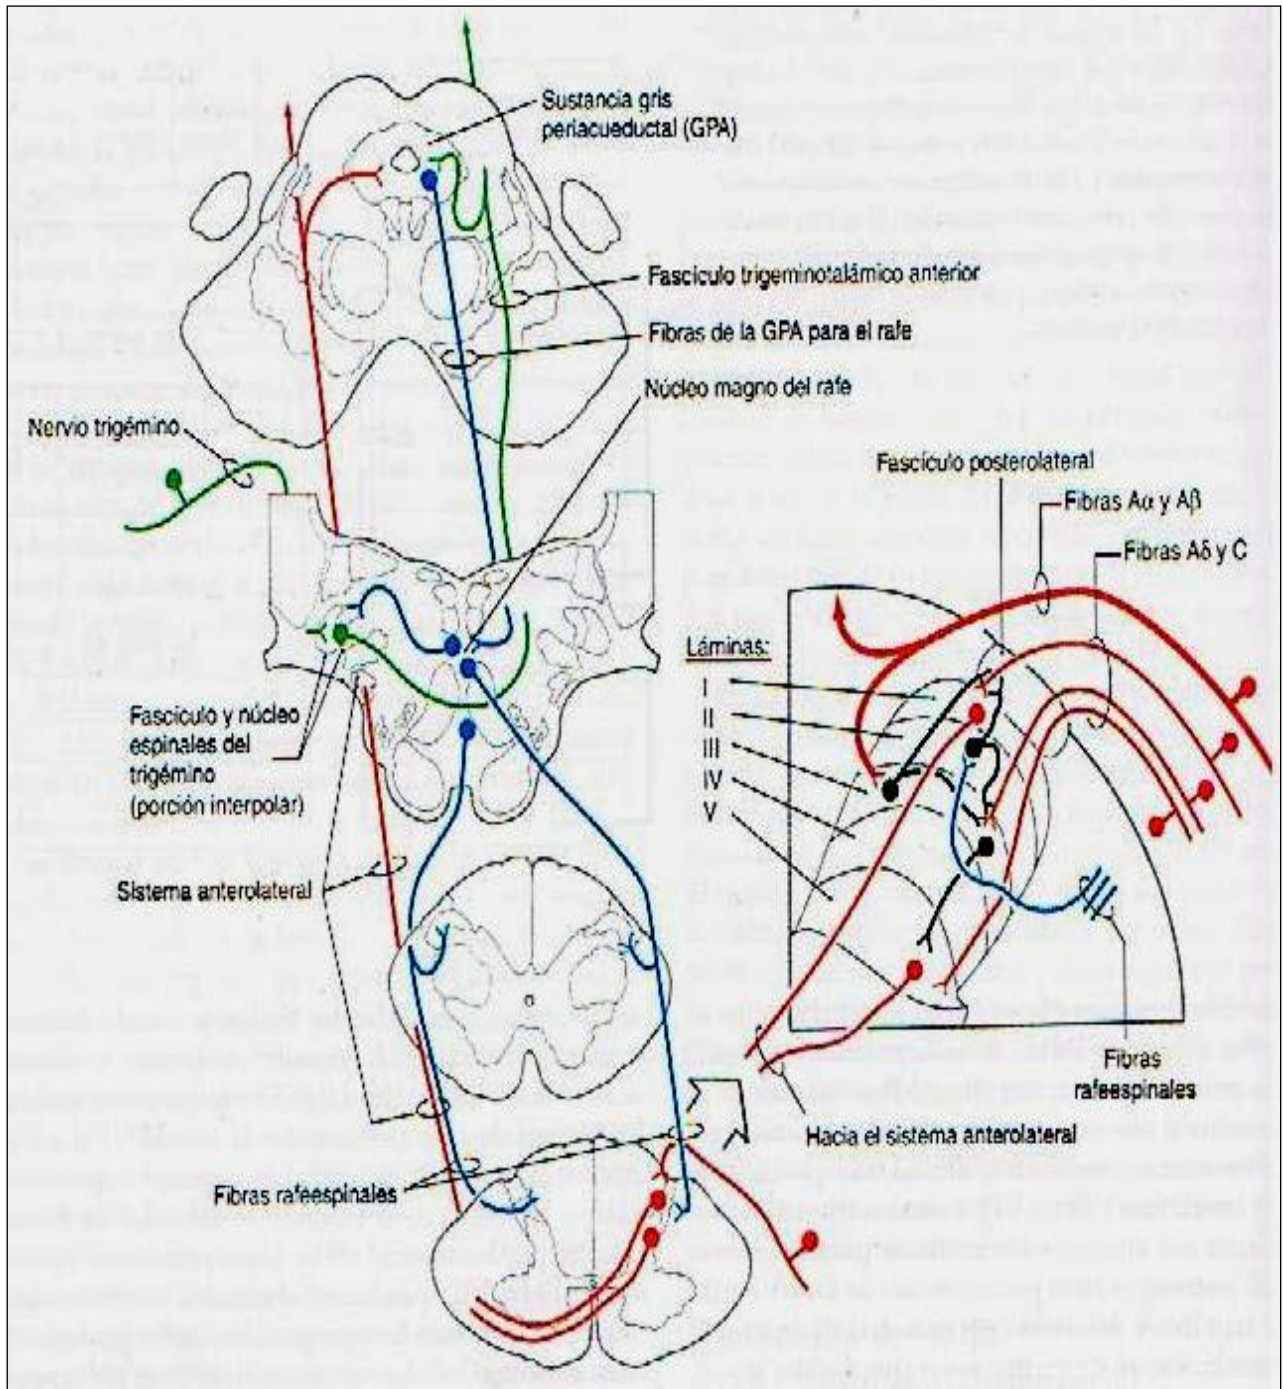 Sustancia gris
periacueductal (GPA)
Fascículo trigeminotalámico anterior
Fibras de la GPA para el rafe
Núcleo magno del rafe
Nervio trigémino
Fascículo posterolateral
Fibras Aα y Aβ
Fibras Aδ y C
Láminas:
I
II
III
IV
V
Fascículo y núcleo
espinales del
trigémino
(porción interpolar)
Sistema anterolateral
Fibras
rafeespinales
Hacia el sistema anterolateral
Fibras rafeespinales